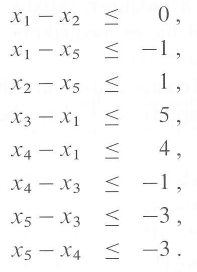 x₁ − x₂ ≤ 0 ,
x₁ − x₅ ≤ −1 ,
x₂ − x₅ ≤ 1 ,
x₃ − x₁ ≤ 5 ,
x₄ − x₁ ≤ 4 ,
x₄ − x₃ ≤ −1 ,
x₅ − x₃ ≤ −3 ,
x₅ − x₄ ≤ −3 .